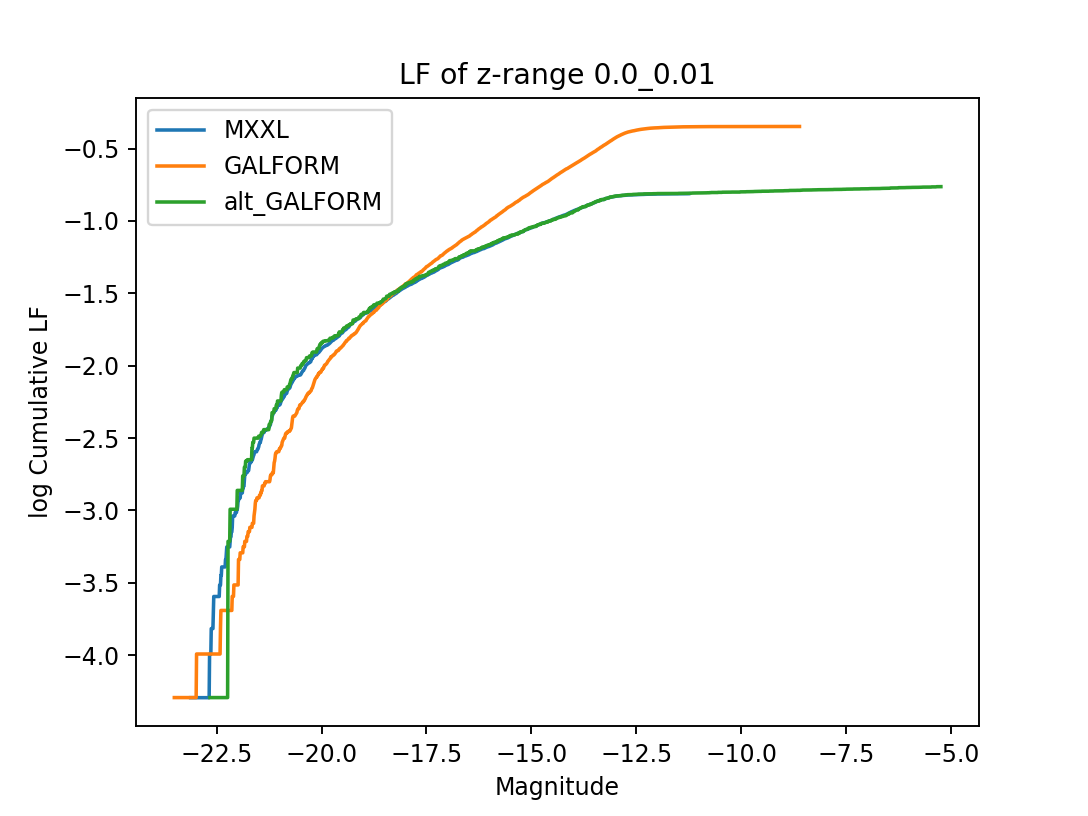 LF of z-range 0.0_0.01
MXXL
GALFORM
alt_GALFORM
log Cumulative LF
−0.5
−1.0
−1.5
−2.0
−2.5
−3.0
−3.5
−4.0
−22.5 −20.0 −17.5 −15.0 −12.5 −10.0 −7.5 −5.0
Magnitude